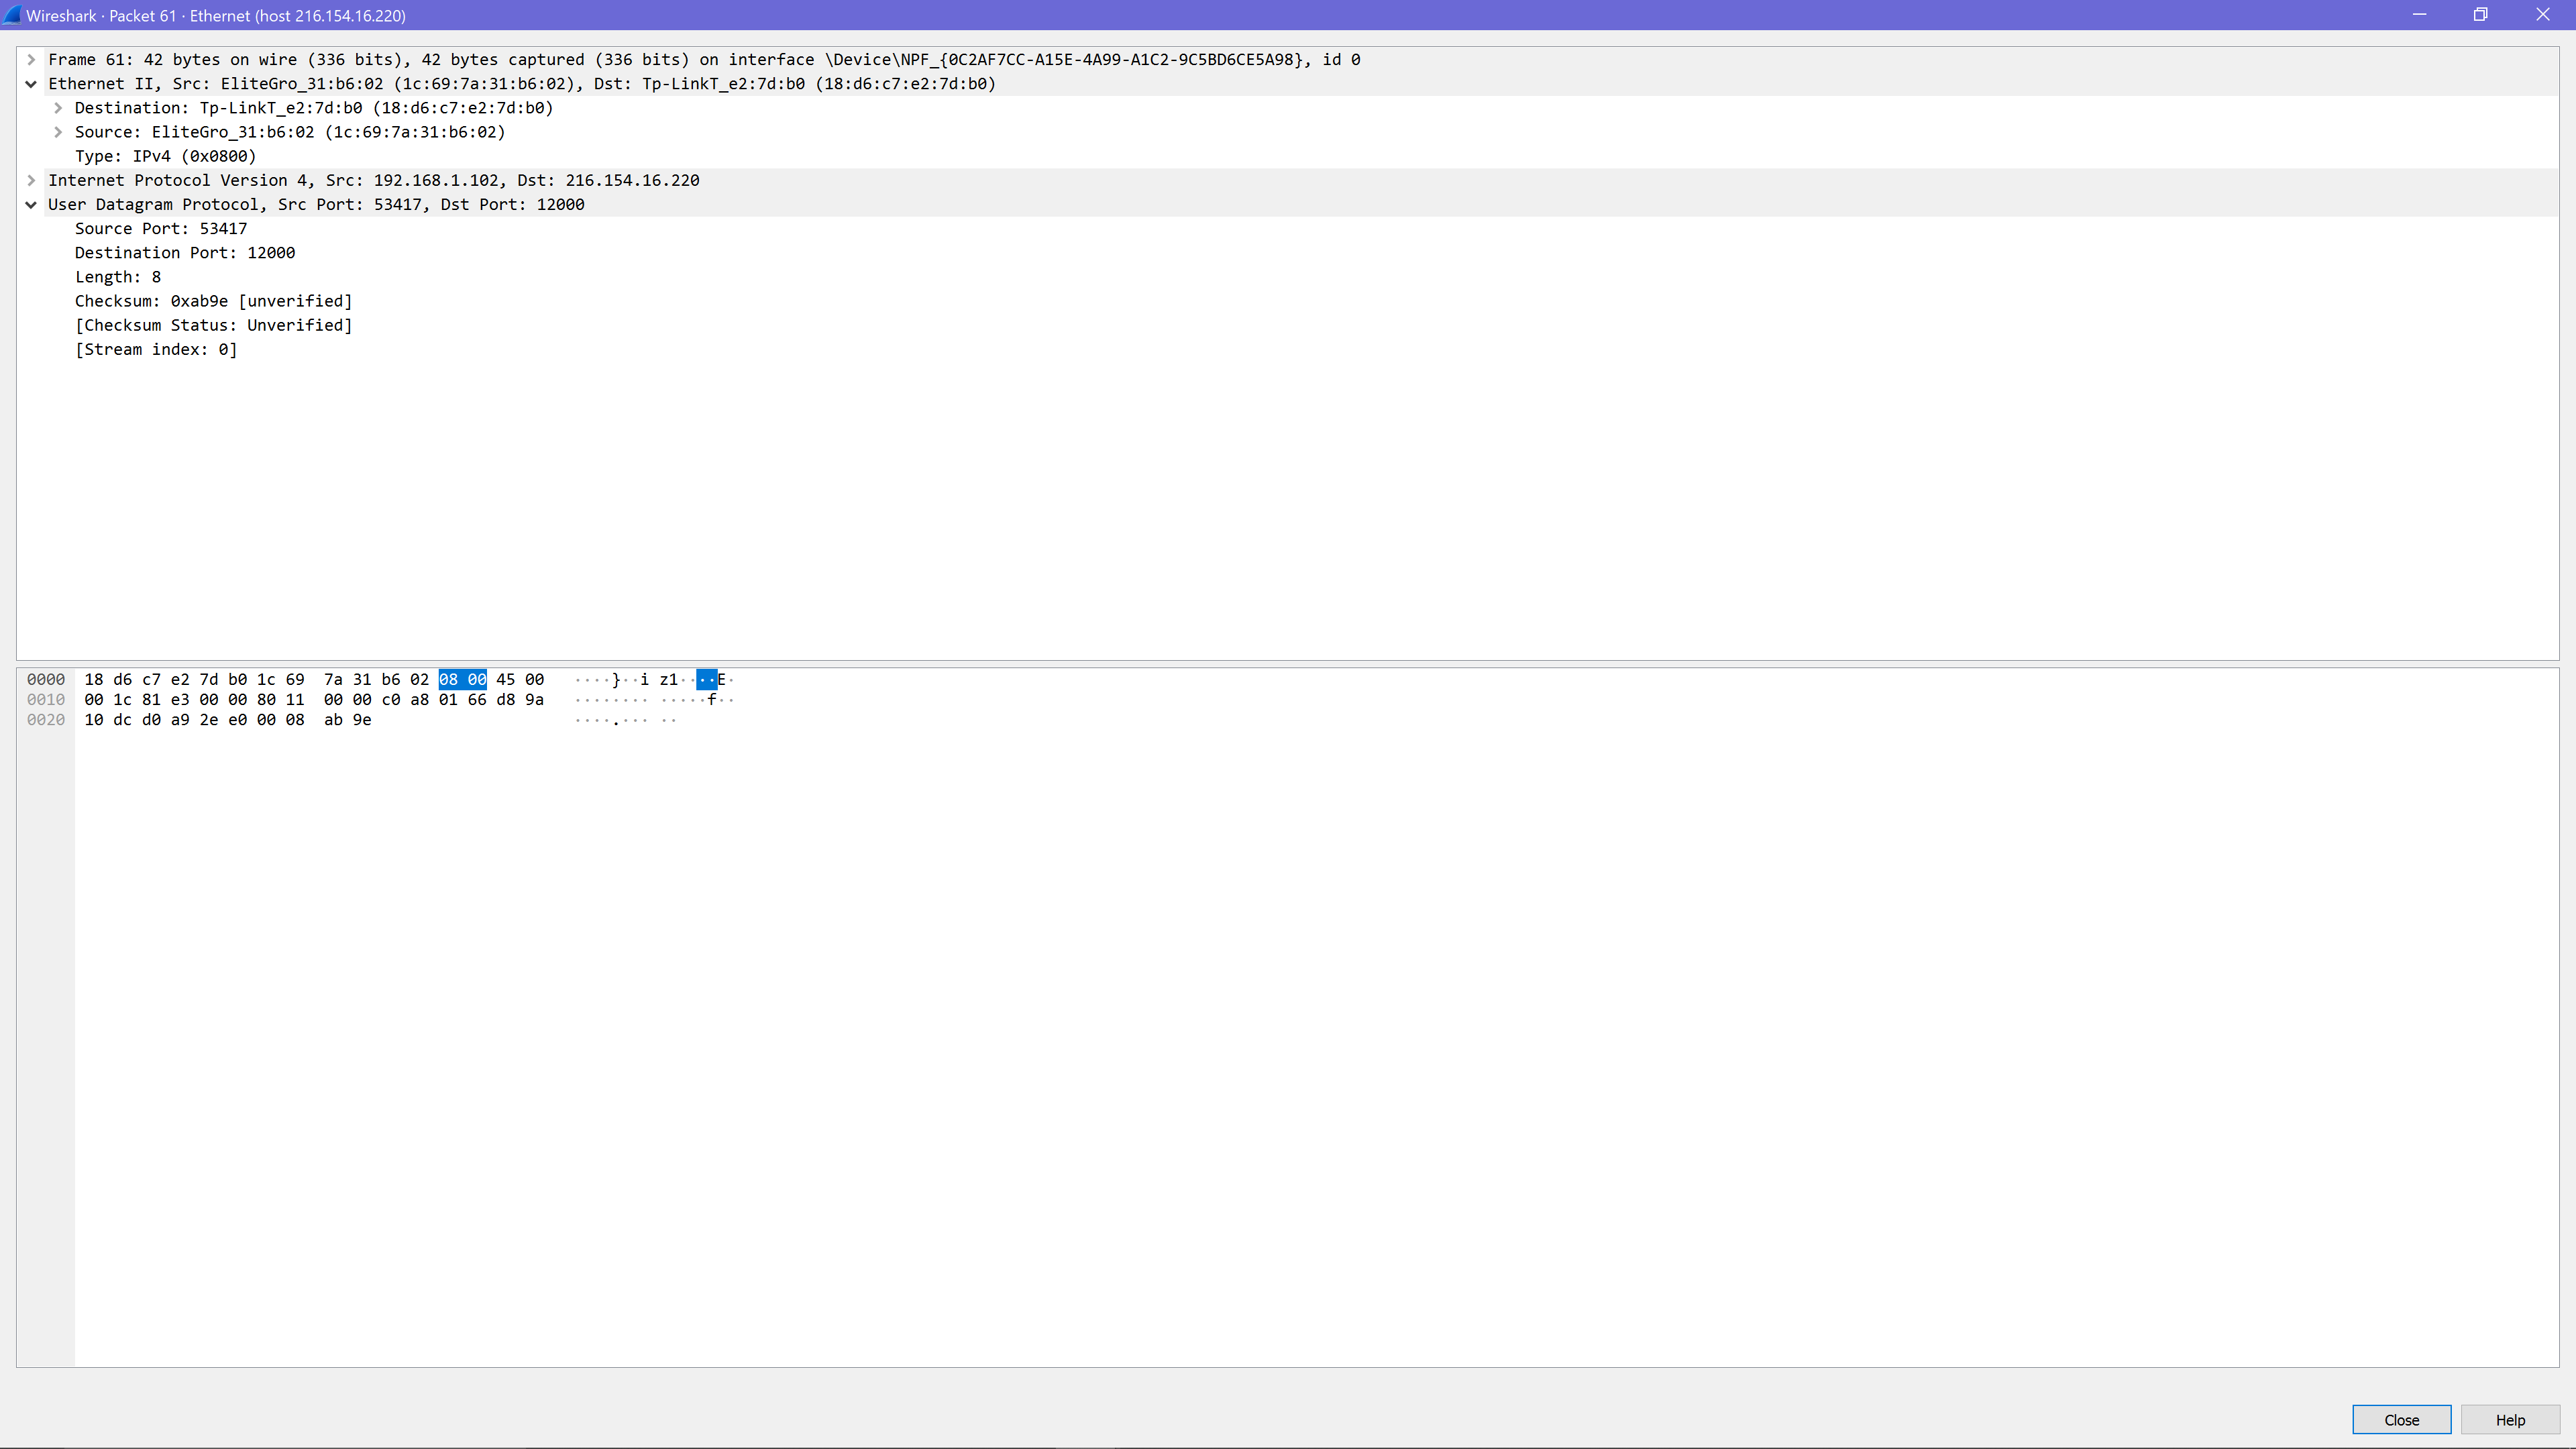 Wireshark · Packet 61 · Ethernet (host 216.154.16.220)
Frame 61: 42 bytes on wire (336 bits), 42 bytes captured (336 bits) on interface \Device\NPF_{0C2AF7CC-A15E-4A99-A1C2-9C5BD6CE5A98}, id 0
Ethernet II, Src: EliteGro_31:b6:02 (1c:69:7a:31:b6:02), Dst: Tp-LinkT_e2:7d:b0 (18:d6:c7:e2:7d:b0)
Destination: Tp-LinkT_e2:7d:b0 (18:d6:c7:e2:7d:b0)
Source: EliteGro_31:b6:02 (1c:69:7a:31:b6:02)
Type: IPv4 (0x0800)
Internet Protocol Version 4, Src: 192.168.1.102, Dst: 216.154.16.220
User Datagram Protocol, Src Port: 53417, Dst Port: 12000
Source Port: 53417
Destination Port: 12000
Length: 8
Checksum: 0xab9e [unverified]
[Checksum Status: Unverified]
[Stream index: 0]
0000 18 d6 c7 e2 7d b0 1c 69 7a 31 b6 02 08 00 45 00 ····}··i z1····E·
0010 00 1c 81 e3 00 00 80 11 00 00 c0 a8 01 66 d8 9a ········ ·····f··
0020 10 dc d0 a9 2e e0 00 08 ab 9e ····.··· ··
Close Help